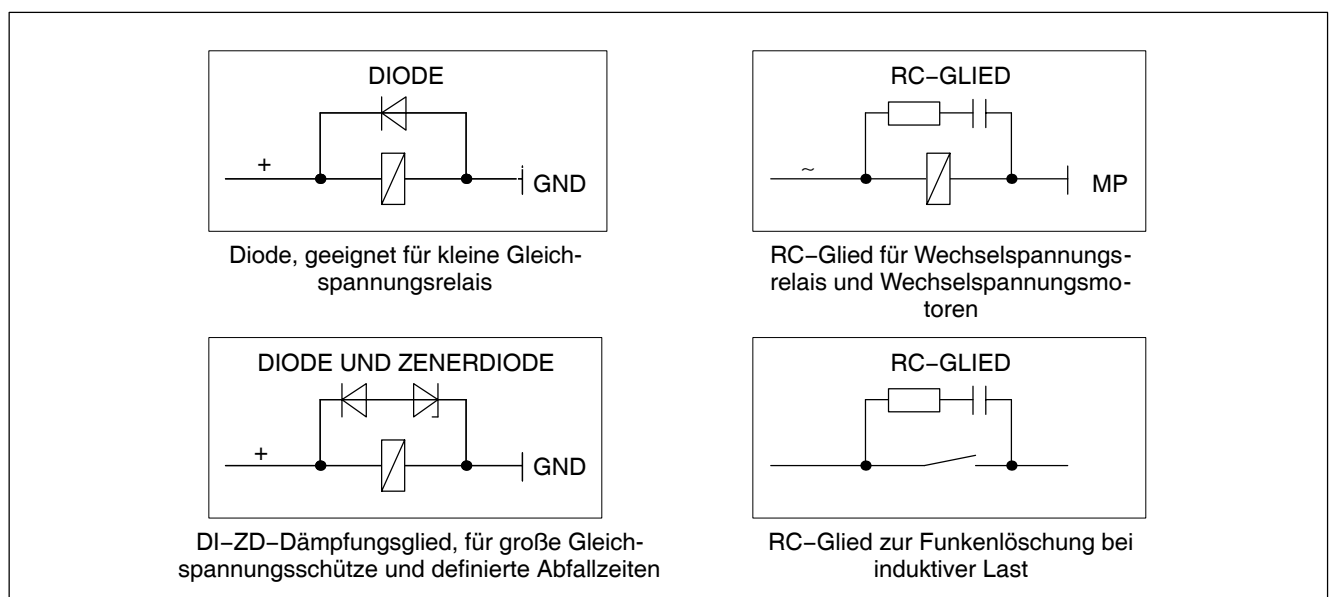 DIODE
+
GND
Diode, geeignet für kleine Gleich-
spannungsrelais
RC−GLIED
~
MP
RC−Glied für Wechselspannungs-
relais und Wechselspannungsmo-
toren
DIODE UND ZENERDIODE
+
GND
DI−ZD−Dämpfungsglied, für große Gleich-
spannungsschütze und definierte Abfallzeiten
RC−GLIED
RC−Glied zur Funkenlöschung bei
induktiver Last